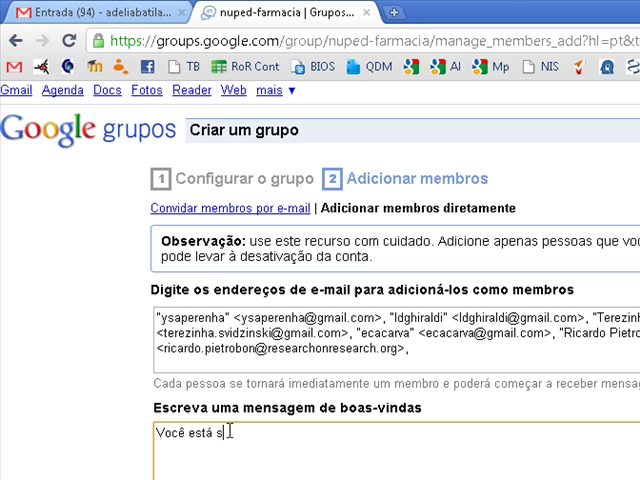 Entrada (94) - adeliabatila...
nuped-farmacia | Grupos...
https://groups.google.com/group/nuped-farmacia/manage_members_add?hl=pt&t
TB RoR Cont BIOS QDM AI Mp NIS
Gmail Agenda Docs Fotos Reader Web mais ▼
Google grupos Criar um grupo
1 Configurar o grupo 2 Adicionar membros
Convidar membros por e-mail | Adicionar membros diretamente
Observação: use este recurso com cuidado. Adicione apenas pessoas que voc
pode levar à desativação da conta.
Digite os endereços de e-mail para adicioná-los como membros
"ysaperenha" <ysaperenha@gmail.com>, "ldghiraldi" <ldghiraldi@gmail.com>, "Terezin
<terezinha.svidzinski@gmail.com>, "ecacarva" <ecacarva@gmail.com>, "Ricardo Pietro
<ricardo.pietrobon@researchonresearch.org>,
Cada pessoa se tornará imediatamente um membro e poderá começar a receber mensag
Escreva uma mensagem de boas-vindas
Você está s